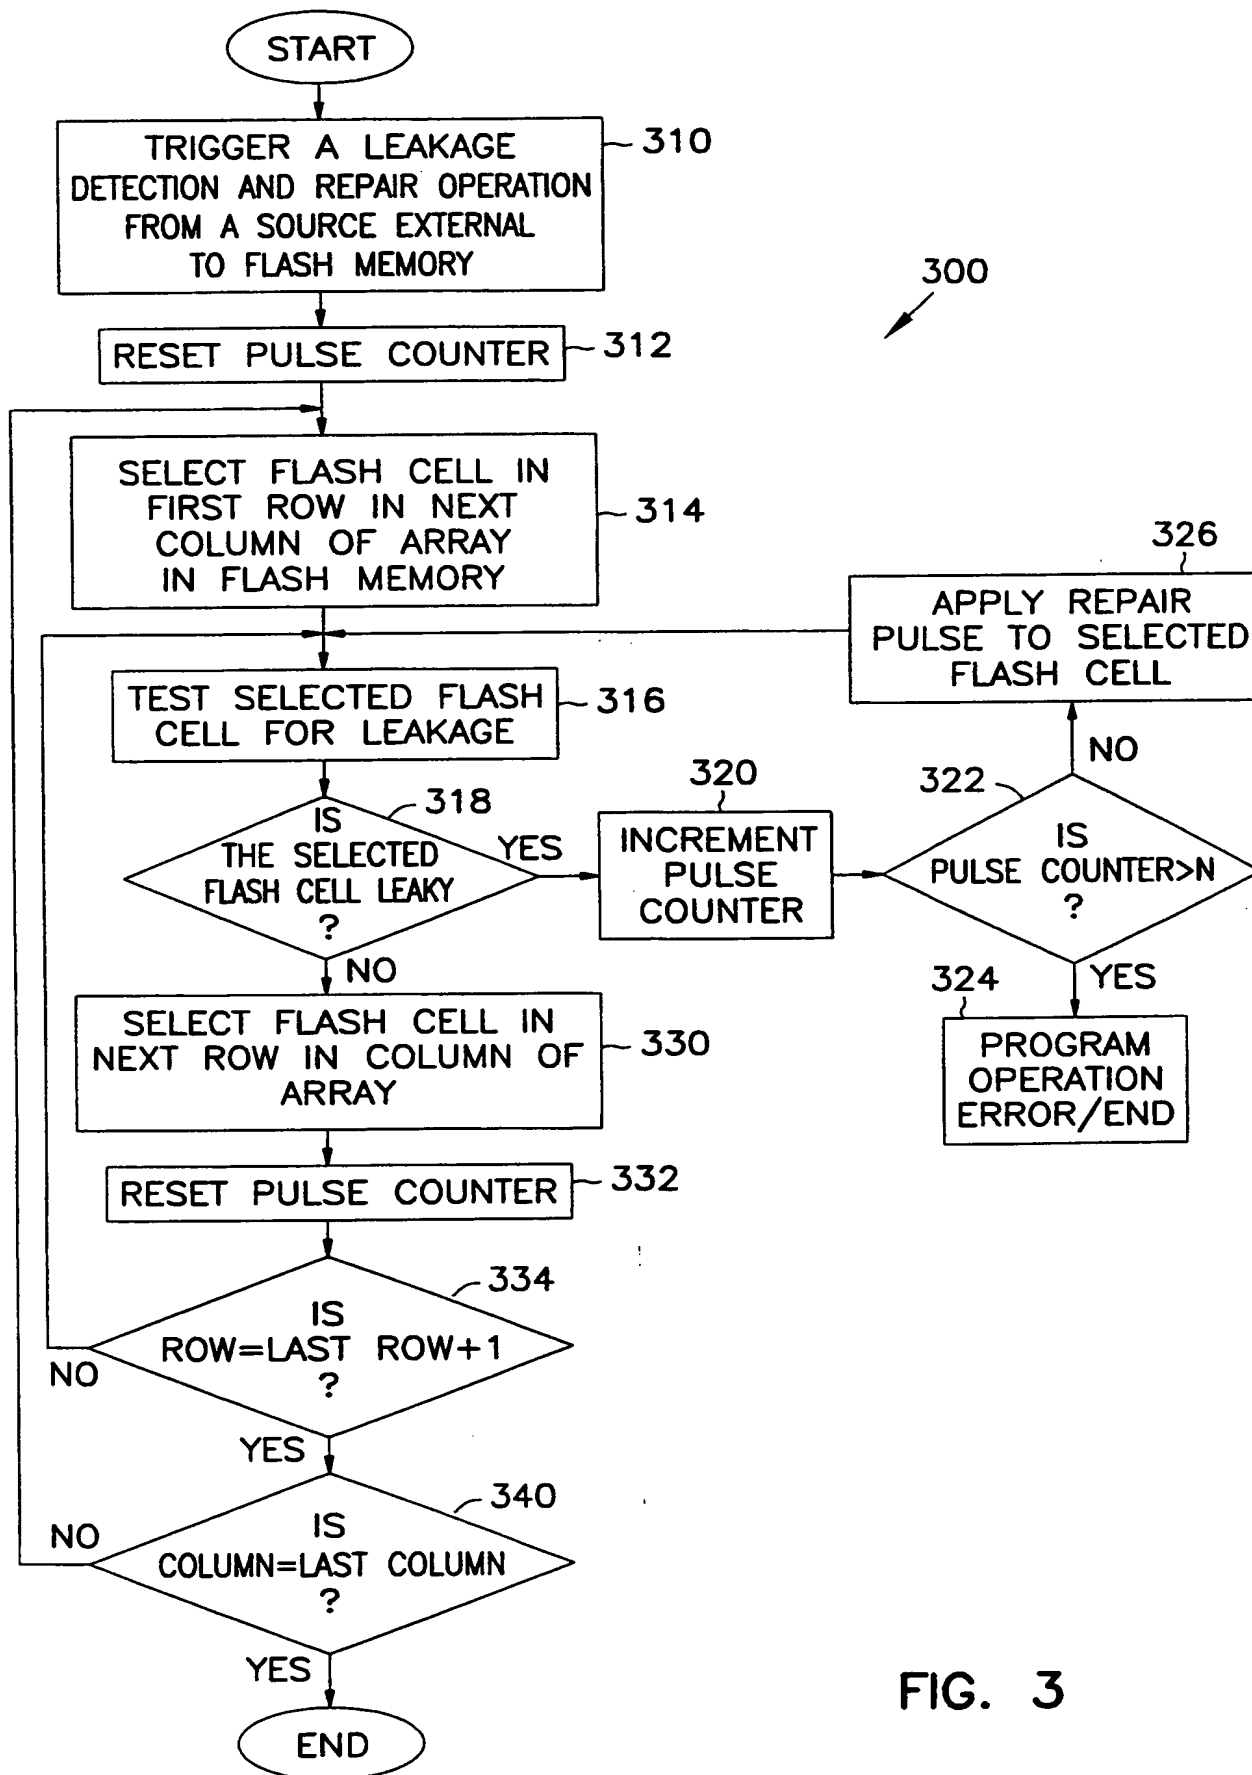 START
TRIGGER A LEAKAGE
DETECTION AND REPAIR OPERATION
FROM A SOURCE EXTERNAL
TO FLASH MEMORY
310
300
RESET PULSE COUNTER
312
SELECT FLASH CELL IN
FIRST ROW IN NEXT
COLUMN OF ARRAY
IN FLASH MEMORY
314
326
APPLY REPAIR
PULSE TO SELECTED
FLASH CELL
TEST SELECTED FLASH
CELL FOR LEAKAGE
316
NO
318
IS
THE SELECTED
FLASH CELL LEAKY
?
YES
320
INCREMENT
PULSE
COUNTER
322
IS
PULSE COUNTER>N
?
NO
YES
324
PROGRAM
OPERATION
ERROR/END
SELECT FLASH CELL IN
NEXT ROW IN COLUMN OF
ARRAY
330
RESET PULSE COUNTER
332
334
IS
ROW=LAST ROW+1
?
NO
YES
340
NO
IS
COLUMN=LAST COLUMN
?
YES
END
FIG. 3